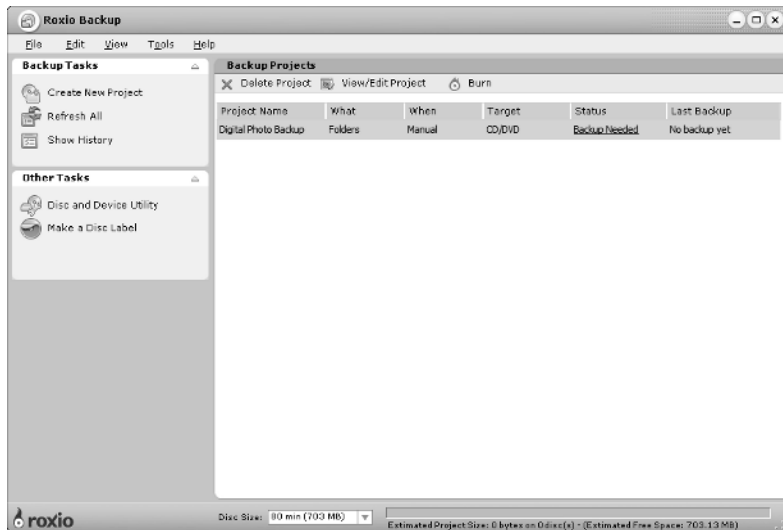 Roxio Backup
File Edit View Tools Help
Backup Tasks
Create New Project
Refresh All
Show History
Other Tasks
Disc and Device Utility
Make a Disc Label
Backup Projects
Delete Project View/Edit Project Burn
Project Name What When Target Status Last Backup
Digital Photo Backup Folders Manual CD/DVD Backup Needed No backup yet
roxio
Disc Size: 80 min (703 MB)
Estimated Project Size: 0 bytes on 0 disc(s) - (Estimated Free Space: 703.13 MB)